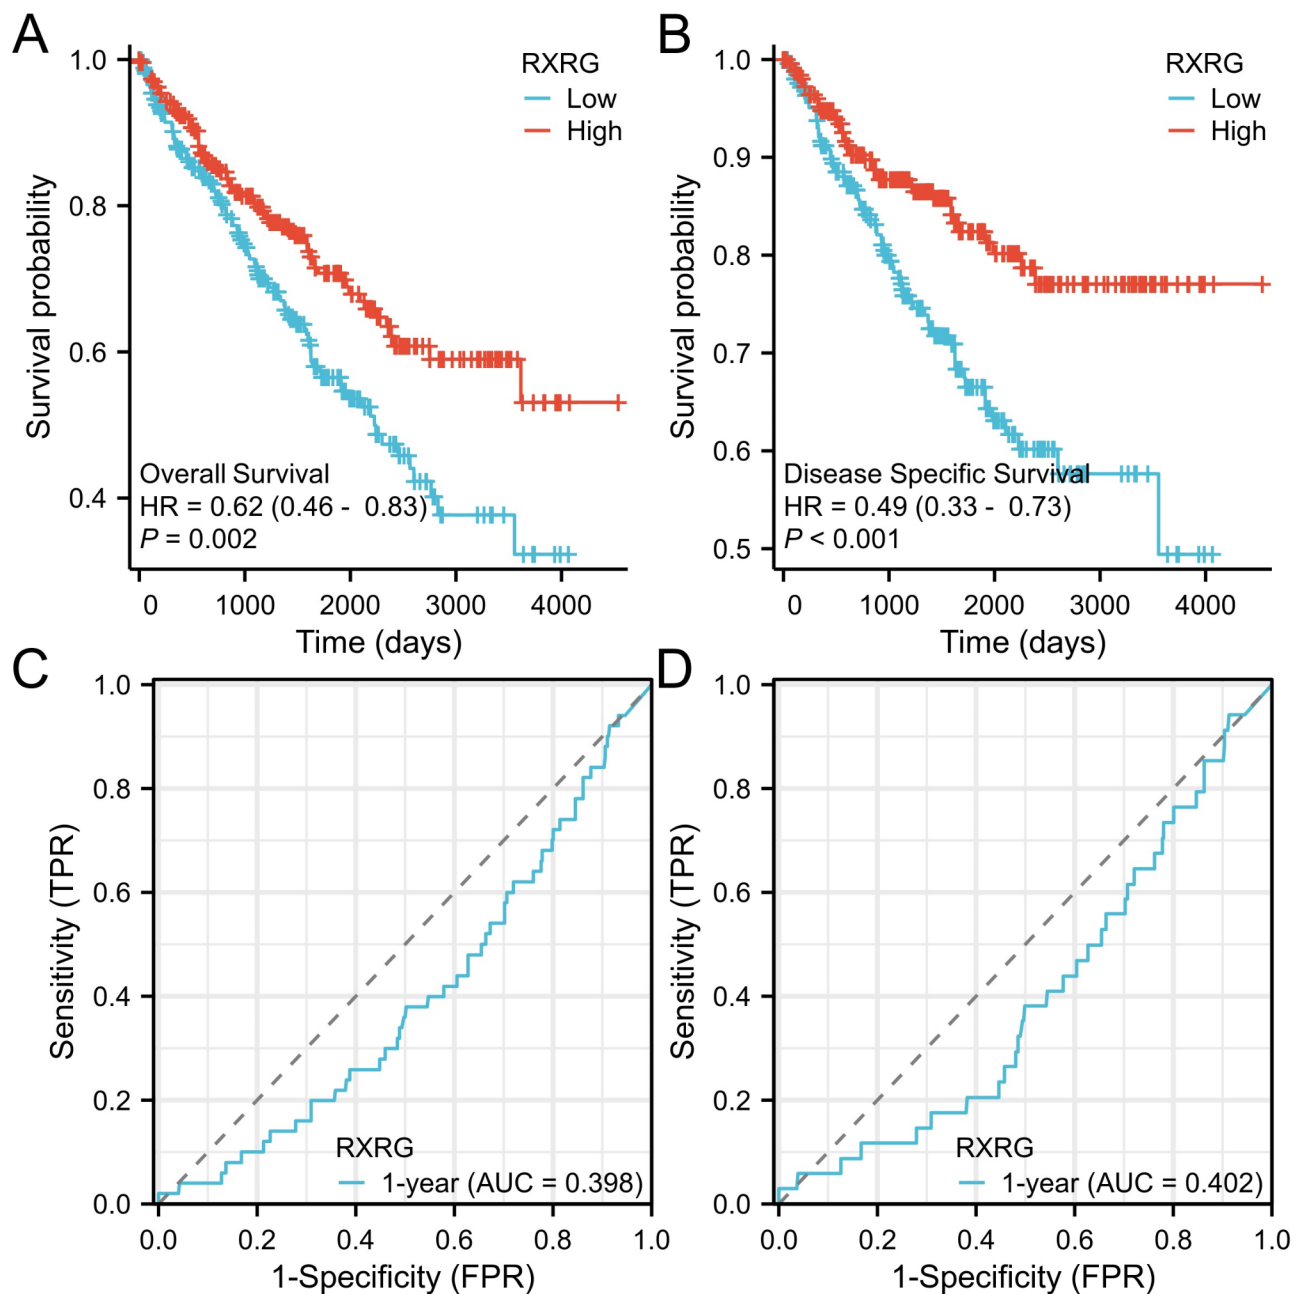 A
1.0
0.8
0.6
0.4
Survival probability
RXRG
Low
High
Overall Survival
HR = 0.62 (0.46 - 0.83)
P = 0.002
0 1000 2000 3000 4000
Time (days)
B
1.0
0.9
0.8
0.7
0.6
0.5
Survival probability
RXRG
Low
High
Disease Specific Survival
HR = 0.49 (0.33 - 0.73)
P < 0.001
0 1000 2000 3000 4000
Time (days)
C
1.0
0.8
0.6
0.4
0.2
0.0
Sensitivity (TPR)
RXRG
1-year (AUC = 0.398)
0.0 0.2 0.4 0.6 0.8 1.0
1-Specificity (FPR)
D
1.0
0.8
0.6
0.4
0.2
0.0
Sensitivity (TPR)
RXRG
1-year (AUC = 0.402)
0.0 0.2 0.4 0.6 0.8 1.0
1-Specificity (FPR)